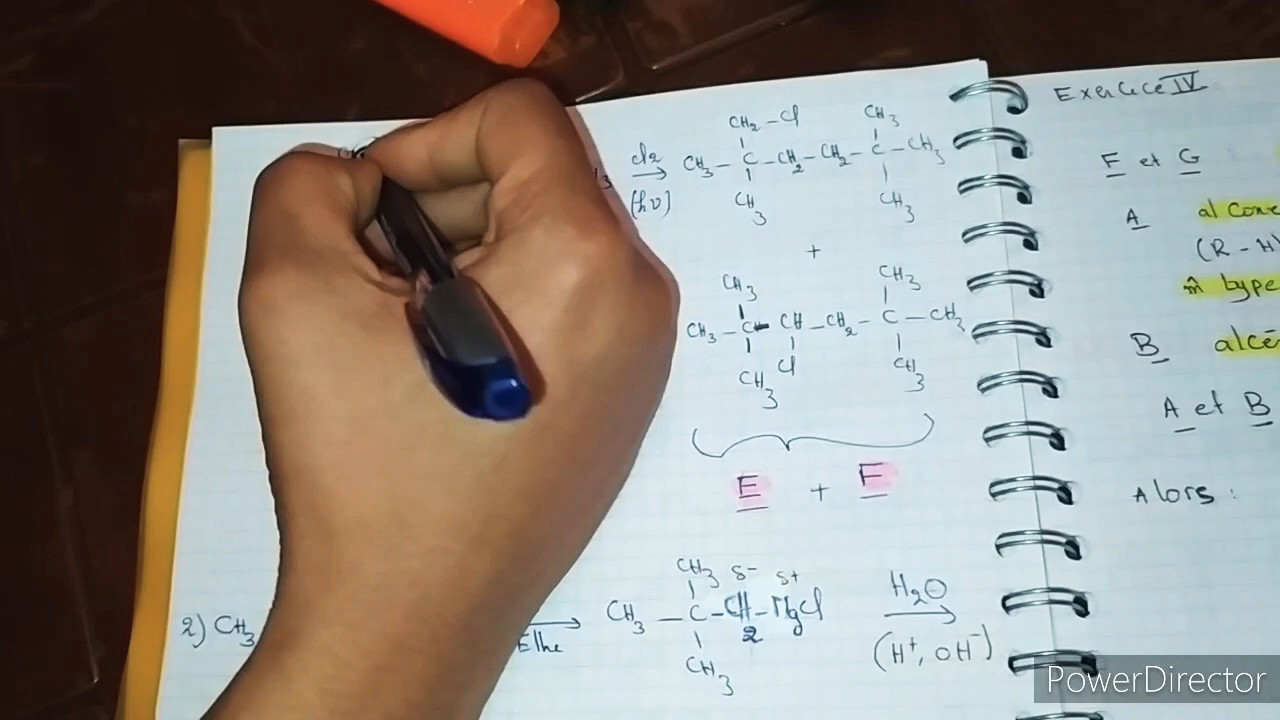 CH₂-Cl CH₃
Cl₂ CH₃-C-CH₂-CH₂-C-CH₃
(hν) CH₃ CH₃
+
CH₃ CH₃
CH₃-C-CH-CH₂-C-CH₃
CH₃ Cl CH₃
E + F
CH₃ δ- δ+
2) CH₃ → CH₃-C-CH₂-MgCl H₂O →
CH₃ (H⁺, OH⁻)
Exercice IV
F et G
A
(R-H
m̂ type
B
A et B
Alors:
PowerDirector